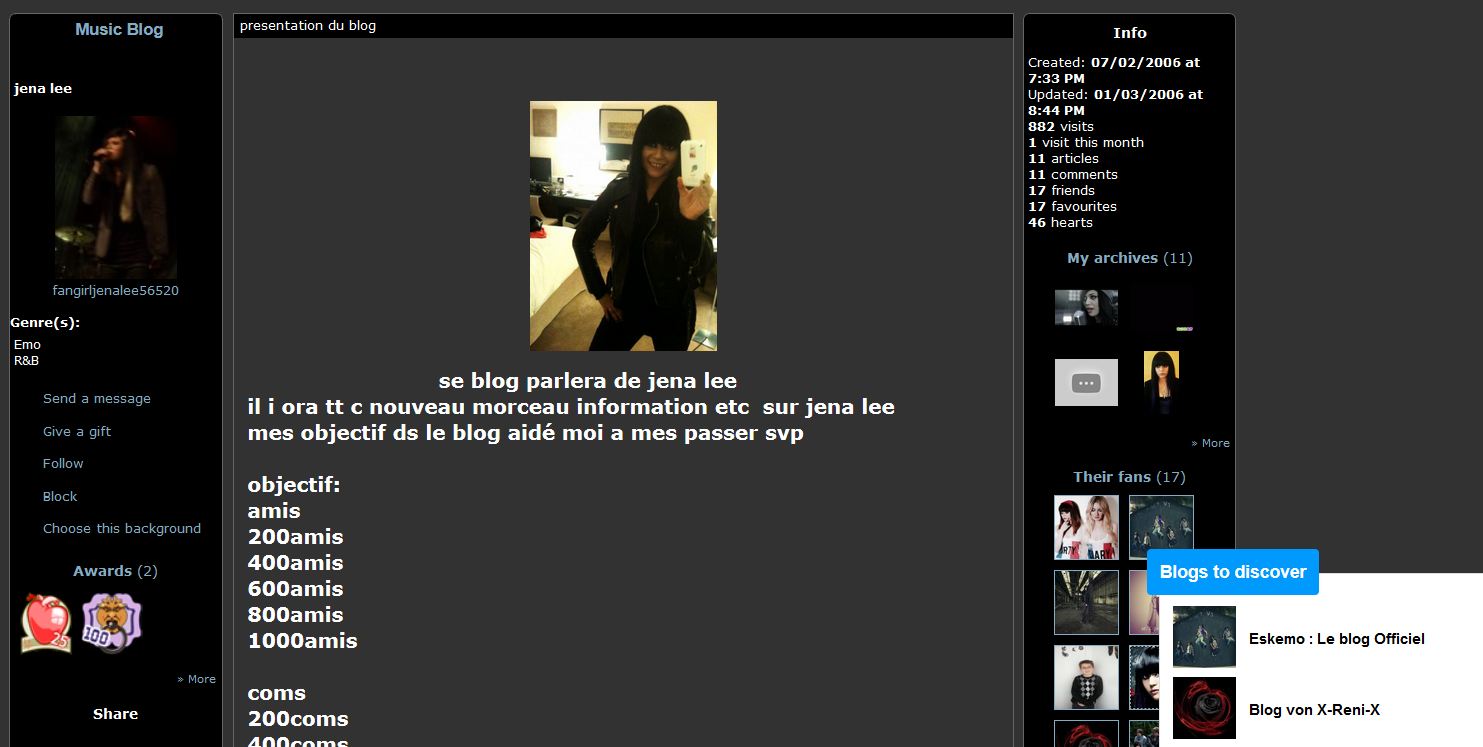 Music Blog
jena lee
fangirljenalee56520
Genre(s):
Emo
R&B
Send a message
Give a gift
Follow
Block
Choose this background
Awards (2)
25
100
» More
Share
presentation du blog
se blog parlera de jena lee
il i ora tt c nouveau morceau information etc  sur jena lee
mes objectif ds le blog aidé moi a mes passer svp
objectif:
amis
200amis
400amis
600amis
800amis
1000amis
coms
200coms
400coms
Info
Created: 07/02/2006 at
7:33 PM
Updated: 01/03/2006 at
8:44 PM
882 visits
1 visit this month
11 articles
11 comments
17 friends
17 favourites
46 hearts
My archives (11)
» More
Their fans (17)
Blogs to discover
Eskemo : Le blog Officiel
Blog von X-Reni-X